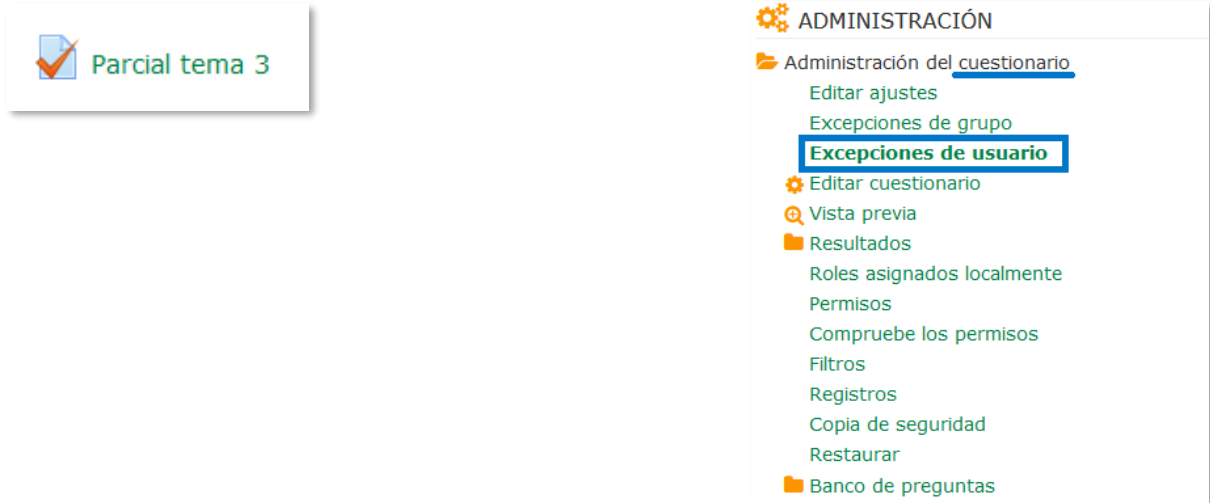 Parcial tema 3
ADMINISTRACIÓN
Administración del cuestionario
Editar ajustes
Excepciones de grupo
Excepciones de usuario
Editar cuestionario
Vista previa
Resultados
Roles asignados localmente
Permisos
Compruebe los permisos
Filtros
Registros
Copia de seguridad
Restaurar
Banco de preguntas